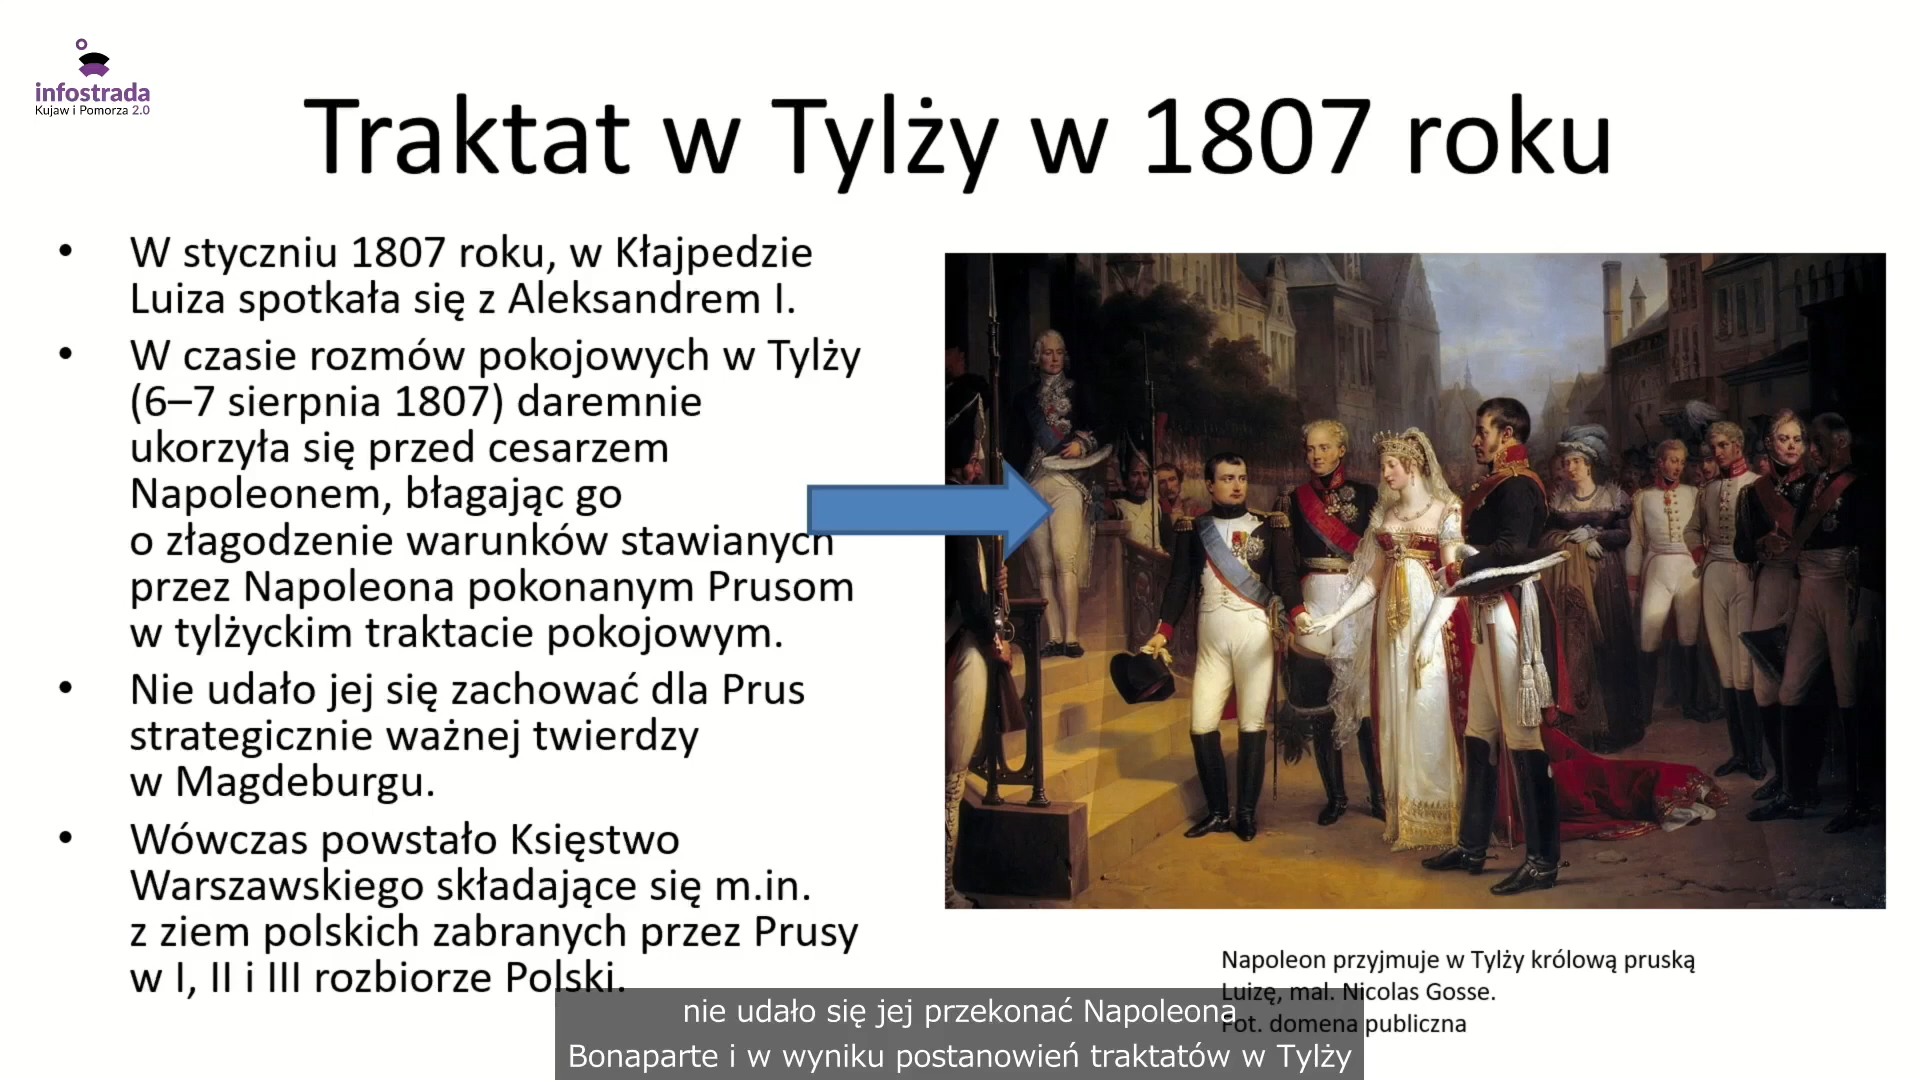 infostrada
Kujaw i Pomorza 2.0
Traktat w Tylży w 1807 roku
• W styczniu 1807 roku, w Kłajpedzie
Luiza spotkała się z Aleksandrem I.
• W czasie rozmów pokojowych w Tylży
(6–7 sierpnia 1807) daremnie
ukorzyła się przed cesarzem
Napoleonem, błagając go
o złagodzenie warunków stawianych
przez Napoleona pokonanym Prusom
w tylżyckim traktacie pokojowym.
• Nie udało jej się zachować dla Prus
strategicznie ważnej twierdzy
w Magdeburgu.
• Wówczas powstało Księstwo
Warszawskiego składające się m.in.
z ziem polskich zabranych przez Prusy
w I, II i III rozbiorze Polski.
Napoleon przyjmuje w Tylży królową pruską
Luizę, mal. Nicolas Gosse.
Fot. domena publiczna
nie udało się jej przekonać Napoleona
Bonaparte i w wyniku postanowień traktatów w Tylży